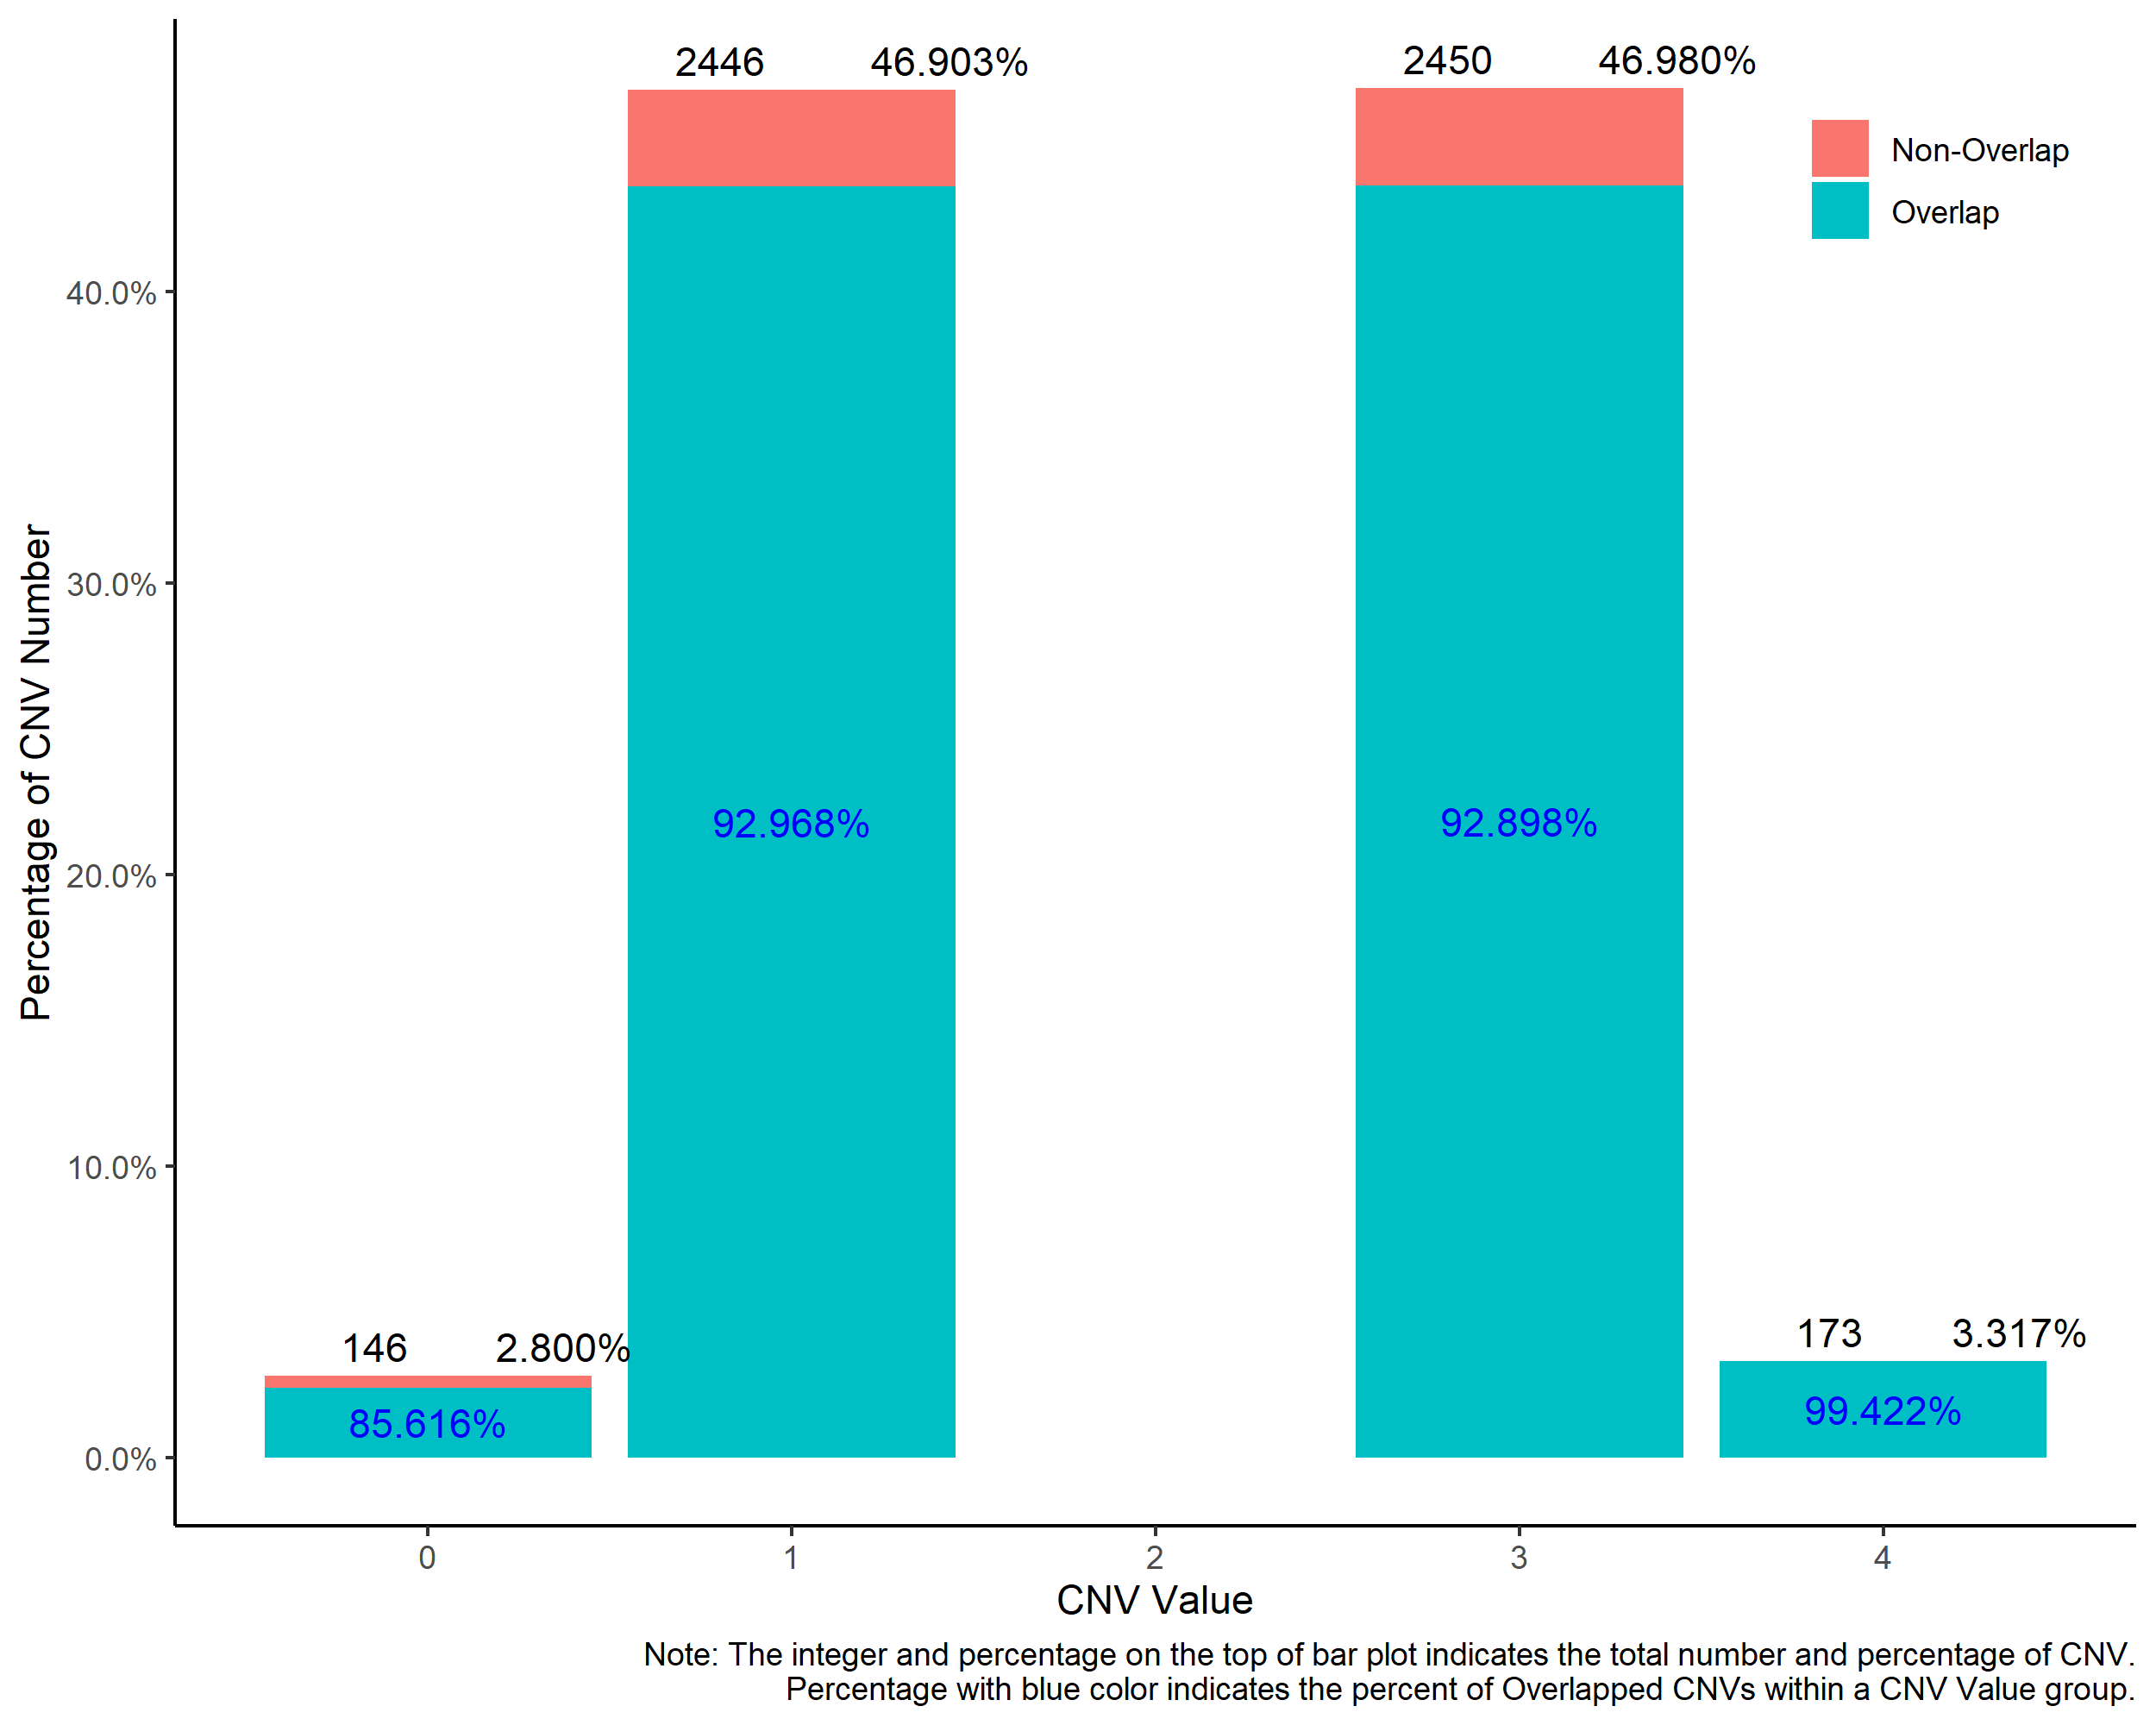 2446 46.903% 2450 46.980%
Non-Overlap
Overlap
40.0%
30.0%
20.0%
10.0%
0.0%
Percentage of CNV Number
92.968% 92.898%
146 2.800% 173 3.317%
85.616% 99.422%
0 1 2 3 4
CNV Value
Note: The integer and percentage on the top of bar plot indicates the total number and percentage of CNV.
Percentage with blue color indicates the percent of Overlapped CNVs within a CNV Value group.